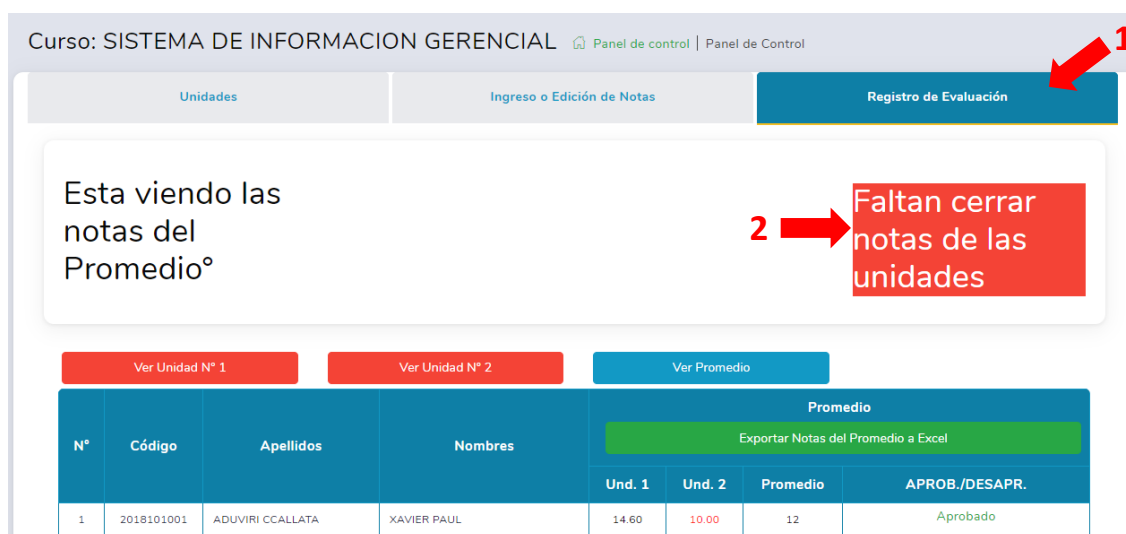 Curso: SISTEMA DE INFORMACION GERENCIAL Panel de control | Panel de Control
1
Unidades Ingreso o Edición de Notas Registro de Evaluación
Esta viendo las
notas del
Promedio°
2
Faltan cerrar
notas de las
unidades
Ver Unidad N° 1 Ver Unidad N° 2 Ver Promedio
N° Código Apellidos Nombres Promedio
Exportar Notas del Promedio a Excel
Und. 1 Und. 2 Promedio APROB./DESAPR.
1 2018101001 ADUVIRI CCALLATA XAVIER PAUL 14.60 10.00 12 Aprobado